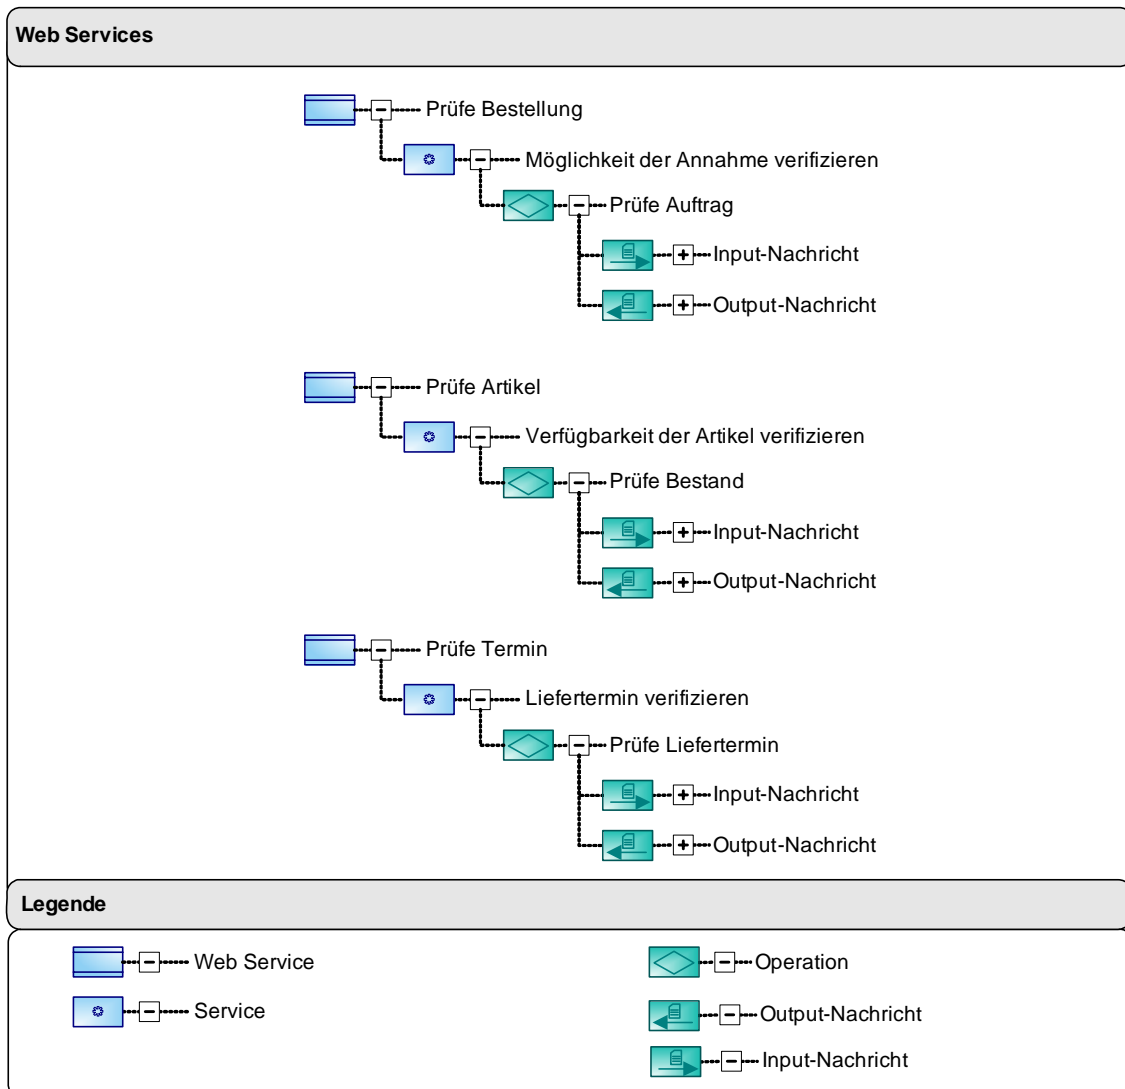 Web Services
Prüfe Bestellung
Möglichkeit der Annahme verifizieren
Prüfe Auftrag
Input-Nachricht
Output-Nachricht
Prüfe Artikel
Verfügbarkeit der Artikel verifizieren
Prüfe Bestand
Input-Nachricht
Output-Nachricht
Prüfe Termin
Liefertermin verifizieren
Prüfe Liefertermin
Input-Nachricht
Output-Nachricht
Legende
Web Service
Service
Operation
Output-Nachricht
Input-Nachricht